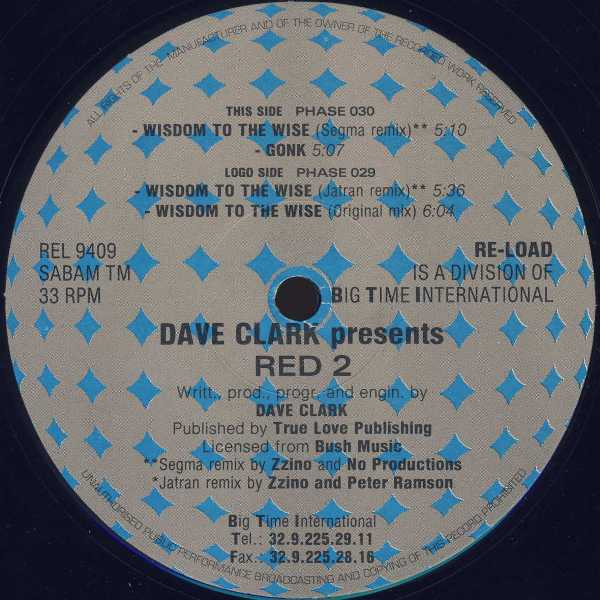 ALL RIGHTS OF THE MANUFACTURER AND OF THE OWNER OF THE RECORDED WORK RESERVED
THIS SIDE PHASE 030
- WISDOM TO THE WISE (Segma remix)** 5:10
- GONK 5:07
LOGO SIDE PHASE 029
- WISDOM TO THE WISE (Jatran remix)** 5:36
- WISDOM TO THE WISE (Original mix) 6:04
REL 9409
SABAM TM
33 RPM
RE-LOAD
IS A DIVISION OF
BIG TIME INTERNATIONAL
DAVE CLARK presents
RED 2
Writt., prod., progr. and engin. by
DAVE CLARK
Published by True Love Publishing
Licensed from Bush Music
**Segma remix by Zzino and No Productions
*Jatran remix by Zzino and Peter Ramson
Big Time International
Tel.: 32.9.225.29.11
Fax.: 32.9.225.28.16
UNAUTHORISED PUBLIC PERFORMANCE BROADCASTING AND COPYING OF THIS RECORD PROHIBITED